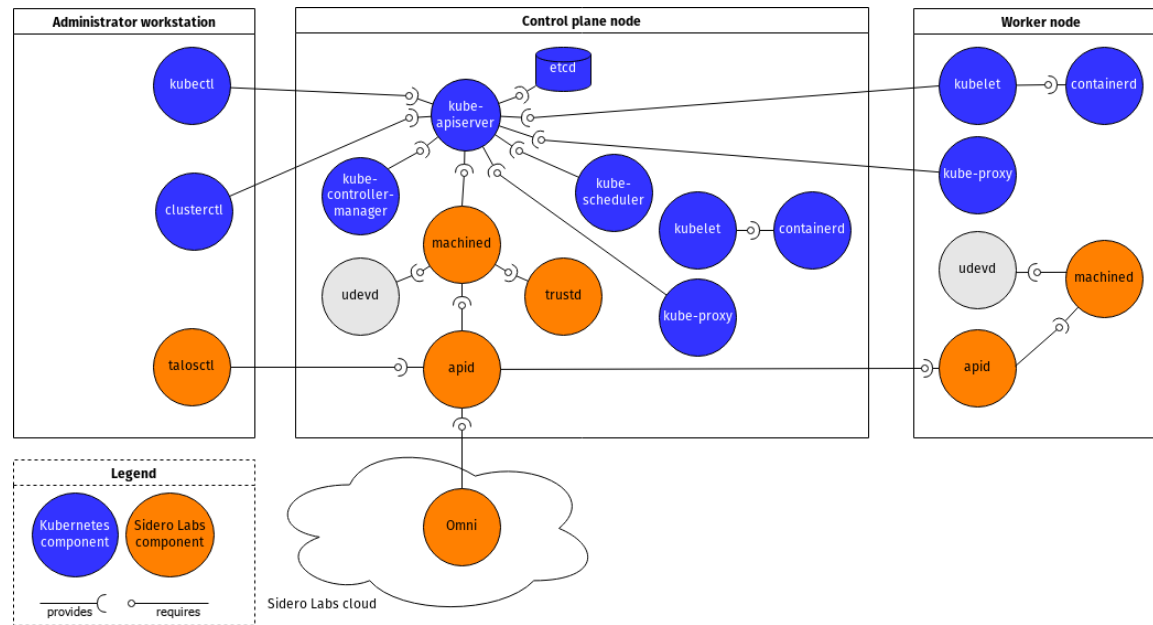 Administrator workstation
Control plane node
Worker node
kubectl
etcd
kube-
apiserver
kubelet
containerd
clusterctl
kube-
controller-
manager
kube-
scheduler
kube-proxy
machined
kubelet
containerd
udevd
trustd
kube-proxy
udevd
machined
talosctl
apid
apid
Legend
Kubernetes
component
Sidero Labs
component
provides
requires
Omni
Sidero Labs cloud